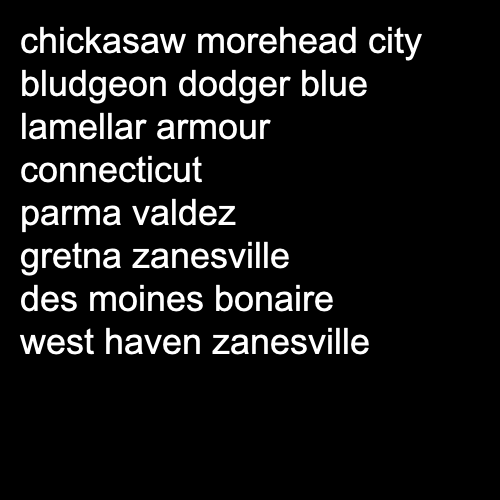 chickasaw morehead city
bludgeon dodger blue
lamellar armour
connecticut
parma valdez
gretna zanesville
des moines bonaire
west haven zanesville